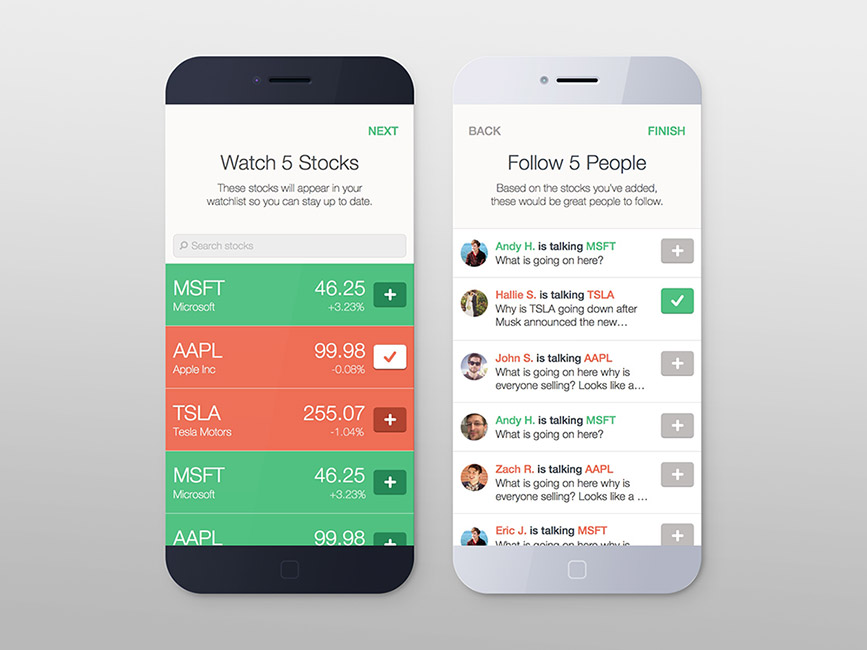 NEXT
Watch 5 Stocks
These stocks will appear in your
watchlist so you can stay up to date.
Search stocks
MSFT 46.25
Microsoft +3.23%
AAPL 99.98
Apple Inc -0.08%
TSLA 255.07
Tesla Motors -1.04%
MSFT 46.25
Microsoft +3.23%
AAPL 99.98
BACK FINISH
Follow 5 People
Based on the stocks you've added,
these would be great people to follow.
Andy H. is talking MSFT
What is going on here?
Hallie S. is talking TSLA
Why is TSLA going down after
Musk announced the new…
John S. is talking AAPL
What is going on here why is
everyone selling? Looks like a…
Andy H. is talking MSFT
What is going on here?
Zach R. is talking AAPL
What is going on here why is
everyone selling? Looks like a …
Eric J. is talking MSFT
What is going on here why is